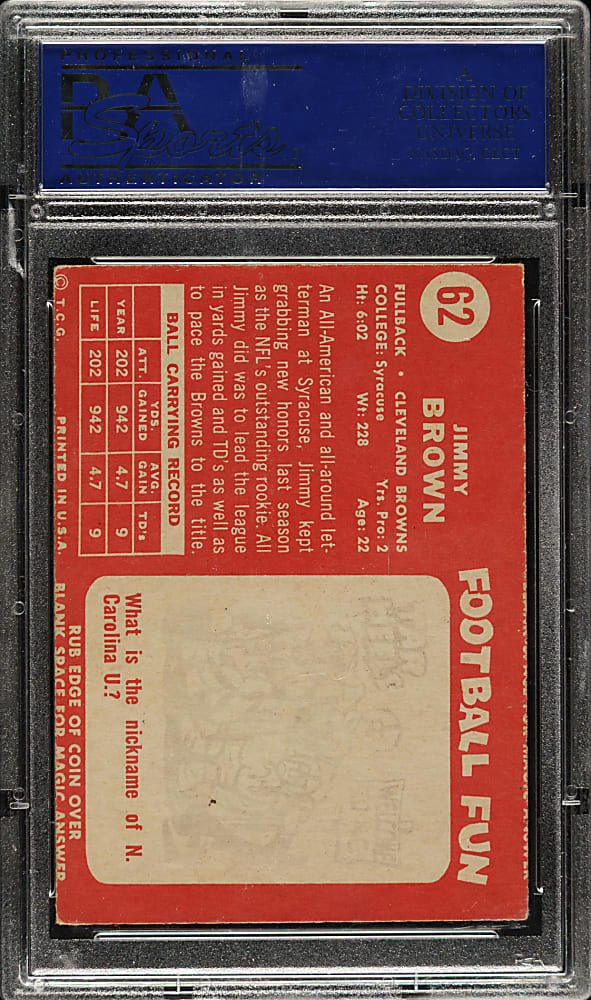 PROFESSIONAL
PSA
Sports
AUTHENTICATOR
A
DIVISION OF
COLLECTORS
UNIVERSE
NASDAQ: CLCT
62
JIMMY
BROWN
FULLBACK • CLEVELAND BROWNS
COLLEGE: Syracuse Yrs. Pro: 2
Ht: 6:02 Wt: 228 Age: 22
An All-American and all-around let-
terman at Syracuse, Jimmy kept
grabbing new honors last season
as the NFL's outstanding rookie. All
Jimmy did was to lead the league
in yards gained and TD's as well as
to pace the Browns to the title.
BALL CARRYING RECORD
ATT. YDS. GAINED AVG. GAIN TD's
YEAR 202 942 4.7 9
LIFE 202 942 4.7 9
© T.C.G. PRINTED IN U.S.A.
FOOTBALL FUN
What is the nickname of N.
Carolina U.?
RUB EDGE OF COIN OVER
BLANK SPACE FOR MAGIC ANSWER